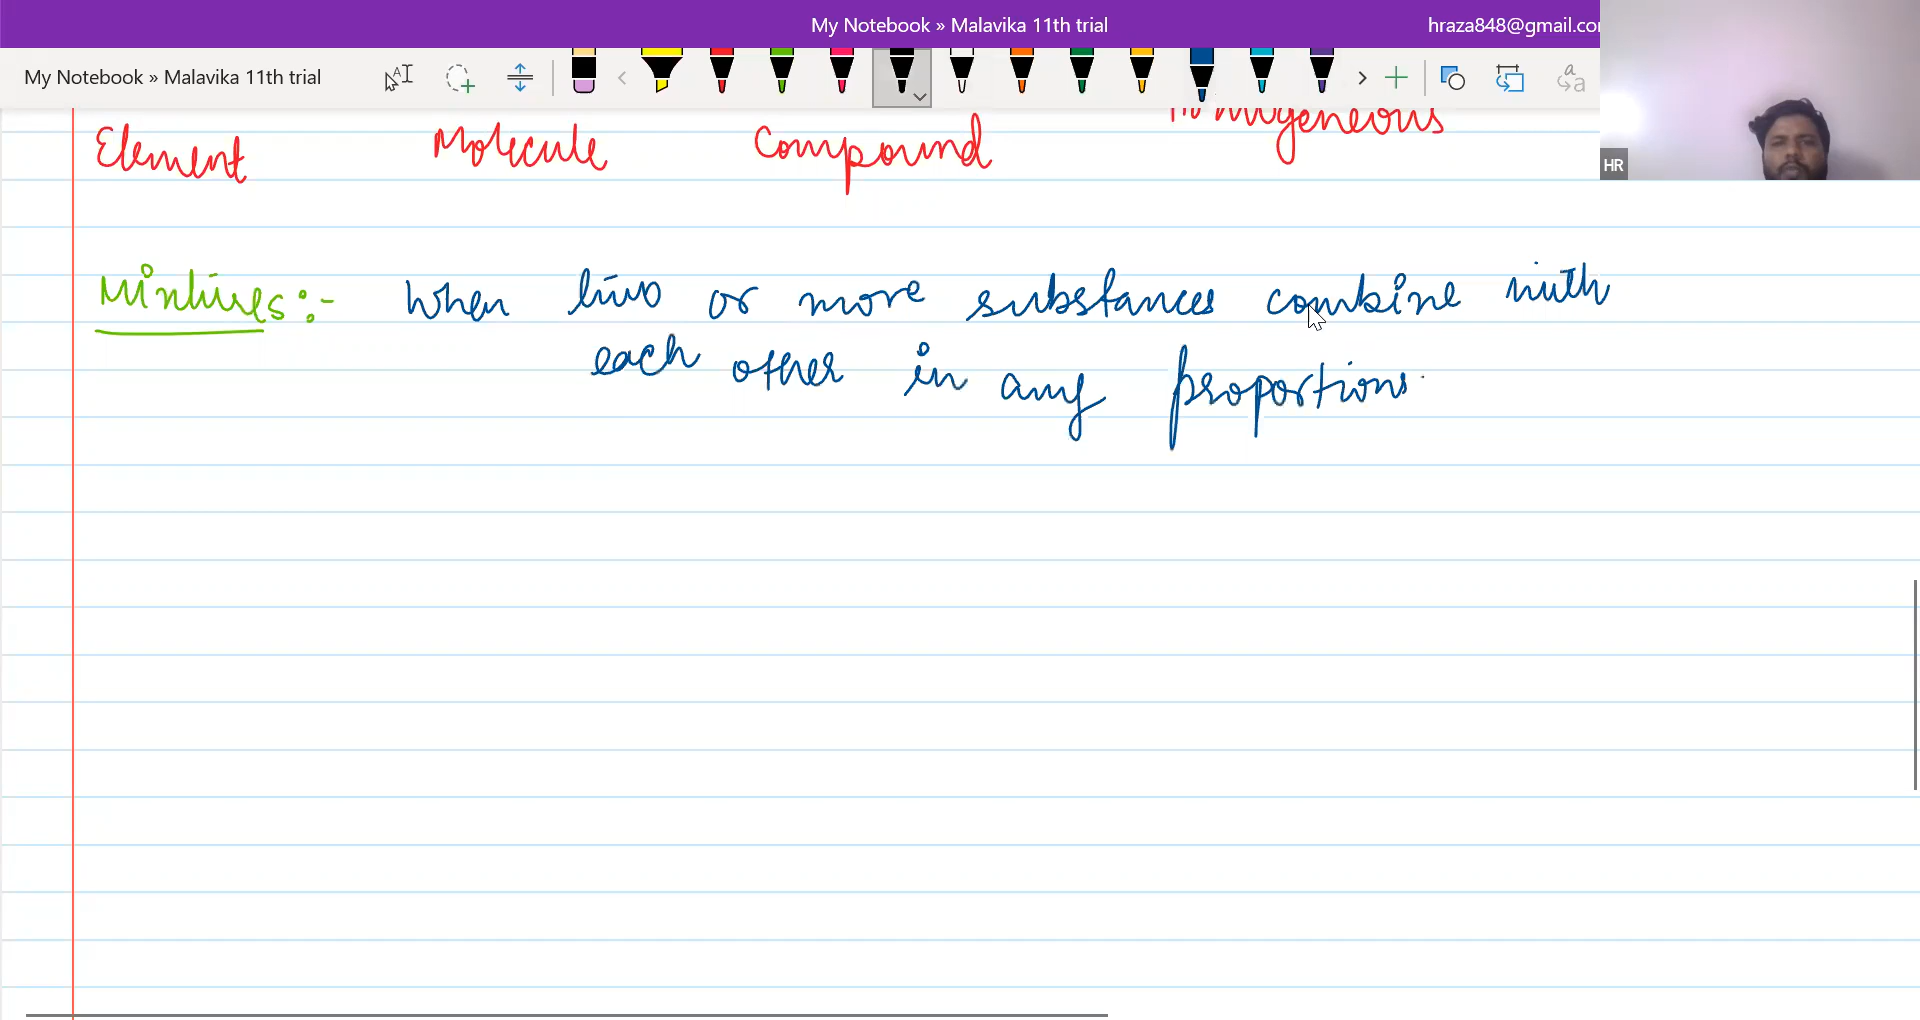 My Notebook » Malavika 11th trial
hraza848@gmail.co
My Notebook » Malavika 11th trial
HR
Element Molecule Compound
Mixtures:- When two or more substances combine with
each other in any proportions.